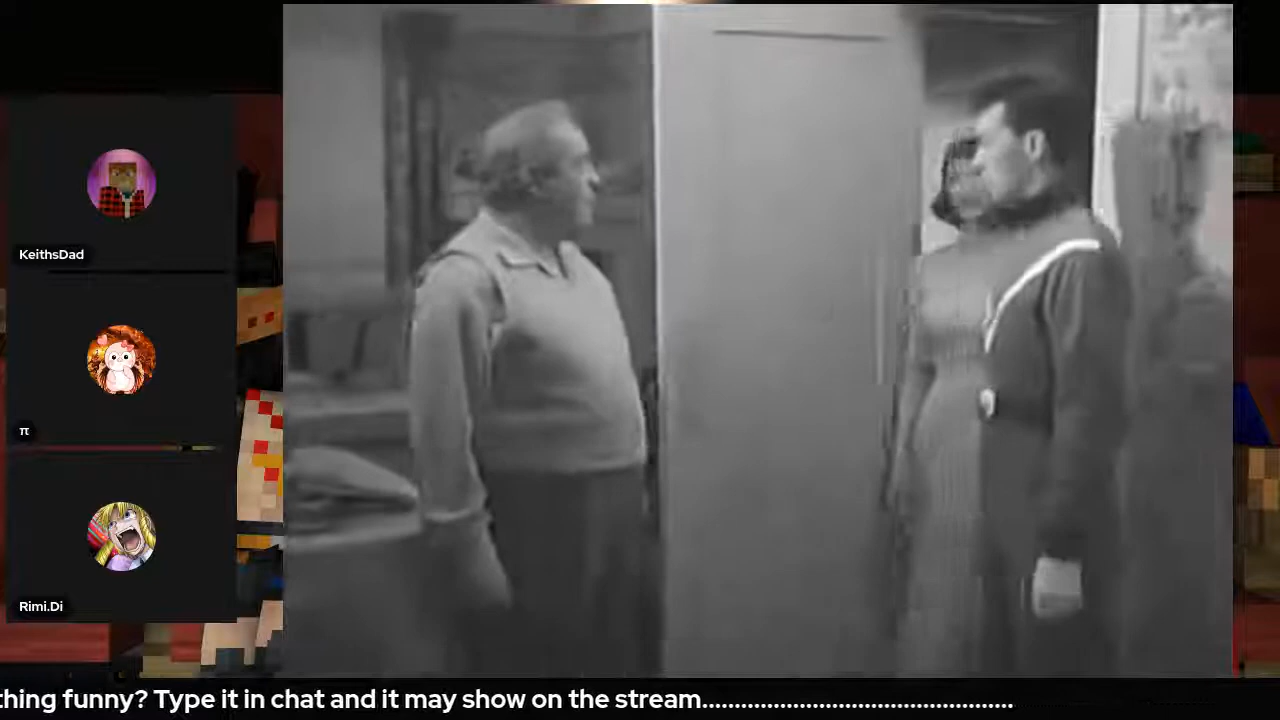 KeithsDad
π
Rimi.Di
thing funny? Type it in chat and it may show on the stream................................................